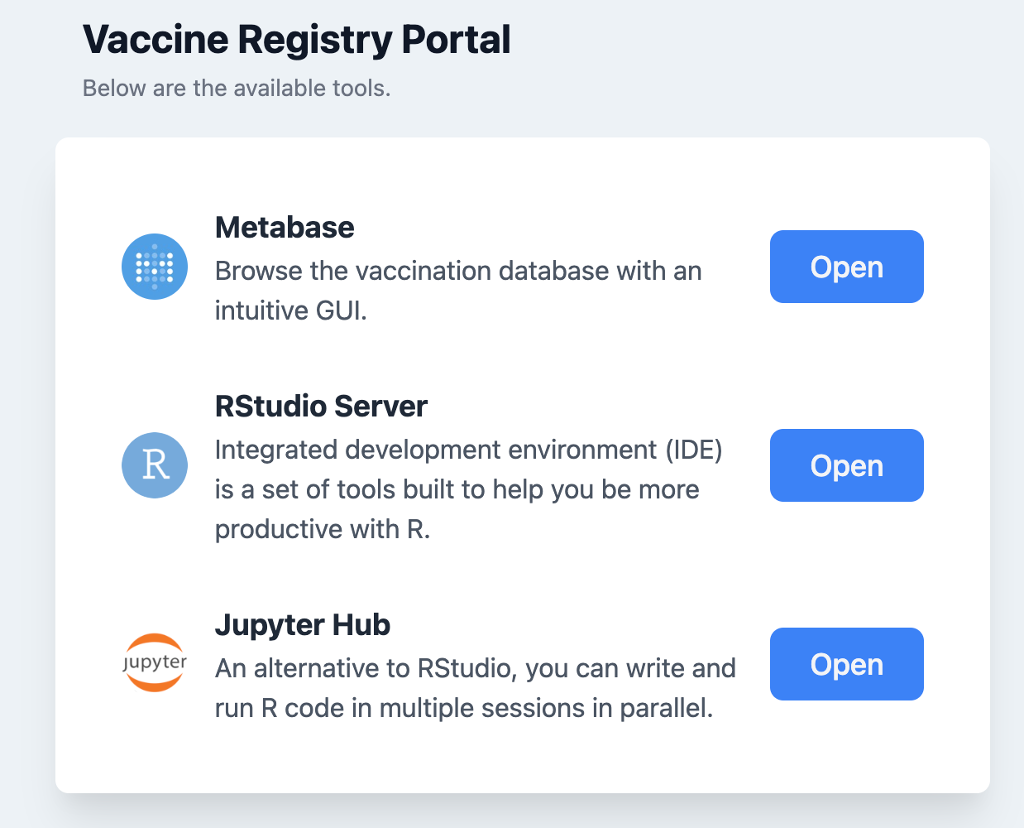 Vaccine Registry Portal
Below are the available tools.
Metabase
Browse the vaccination database with an
intuitive GUI.
Open
RStudio Server
Integrated development environment (IDE)
is a set of tools built to help you be more
productive with R.
Open
R
Jupyter Hub
An alternative to RStudio, you can write and
run R code in multiple sessions in parallel.
Open
jupyter